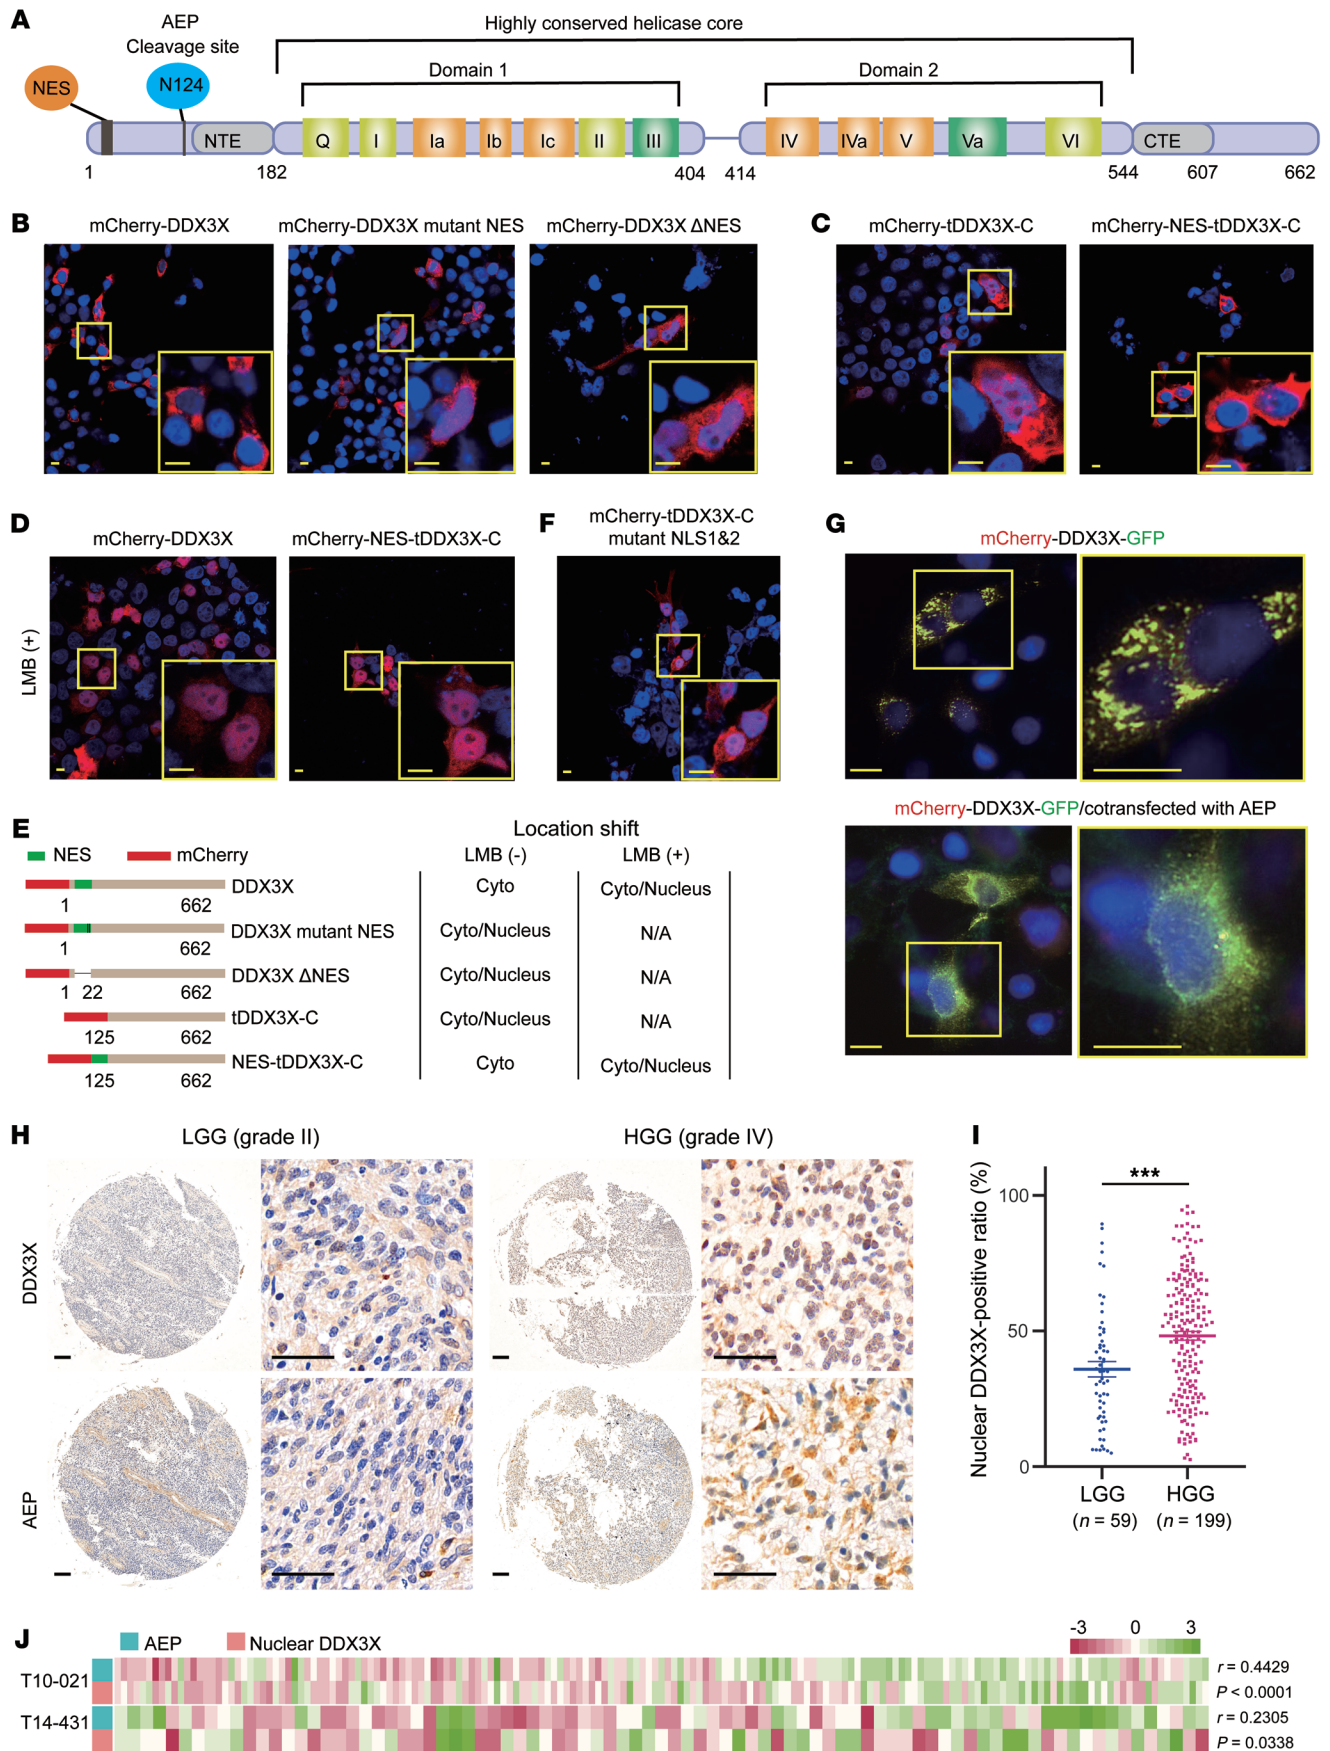 A
AEP
Cleavage site
Highly conserved helicase core
NES
N124
Domain 1
Domain 2
NTE
Q
I
Ia
Ib
Ic
II
III
IV
IVa
V
Va
VI
CTE
1
182
404
414
544
607
662
B
mCherry-DDX3X
mCherry-DDX3X mutant NES
mCherry-DDX3X ΔNES
C
mCherry-tDDX3X-C
mCherry-NES-tDDX3X-C
D
mCherry-DDX3X
mCherry-NES-tDDX3X-C
LMB (+)
F
mCherry-tDDX3X-C
mutant NLS1&2
G
mCherry-DDX3X-GFP
mCherry-DDX3X-GFP/cotransfected with AEP
E
Location shift
NES
mCherry
LMB (-)
LMB (+)
DDX3X
Cyto
Cyto/Nucleus
1
662
DDX3X mutant NES
Cyto/Nucleus
N/A
1
662
DDX3X ΔNES
Cyto/Nucleus
N/A
1
22
662
tDDX3X-C
Cyto/Nucleus
N/A
125
662
NES-tDDX3X-C
Cyto
Cyto/Nucleus
125
662
H
LGG (grade II)
HGG (grade IV)
DDX3X
AEP
I
Nuclear DDX3X-positive ratio (%)
***
100
50
0
LGG
(n = 59)
HGG
(n = 199)
J
AEP
Nuclear DDX3X
-3
0
3
T10-021
r = 0.4429
P < 0.0001
T14-431
r = 0.2305
P = 0.0338